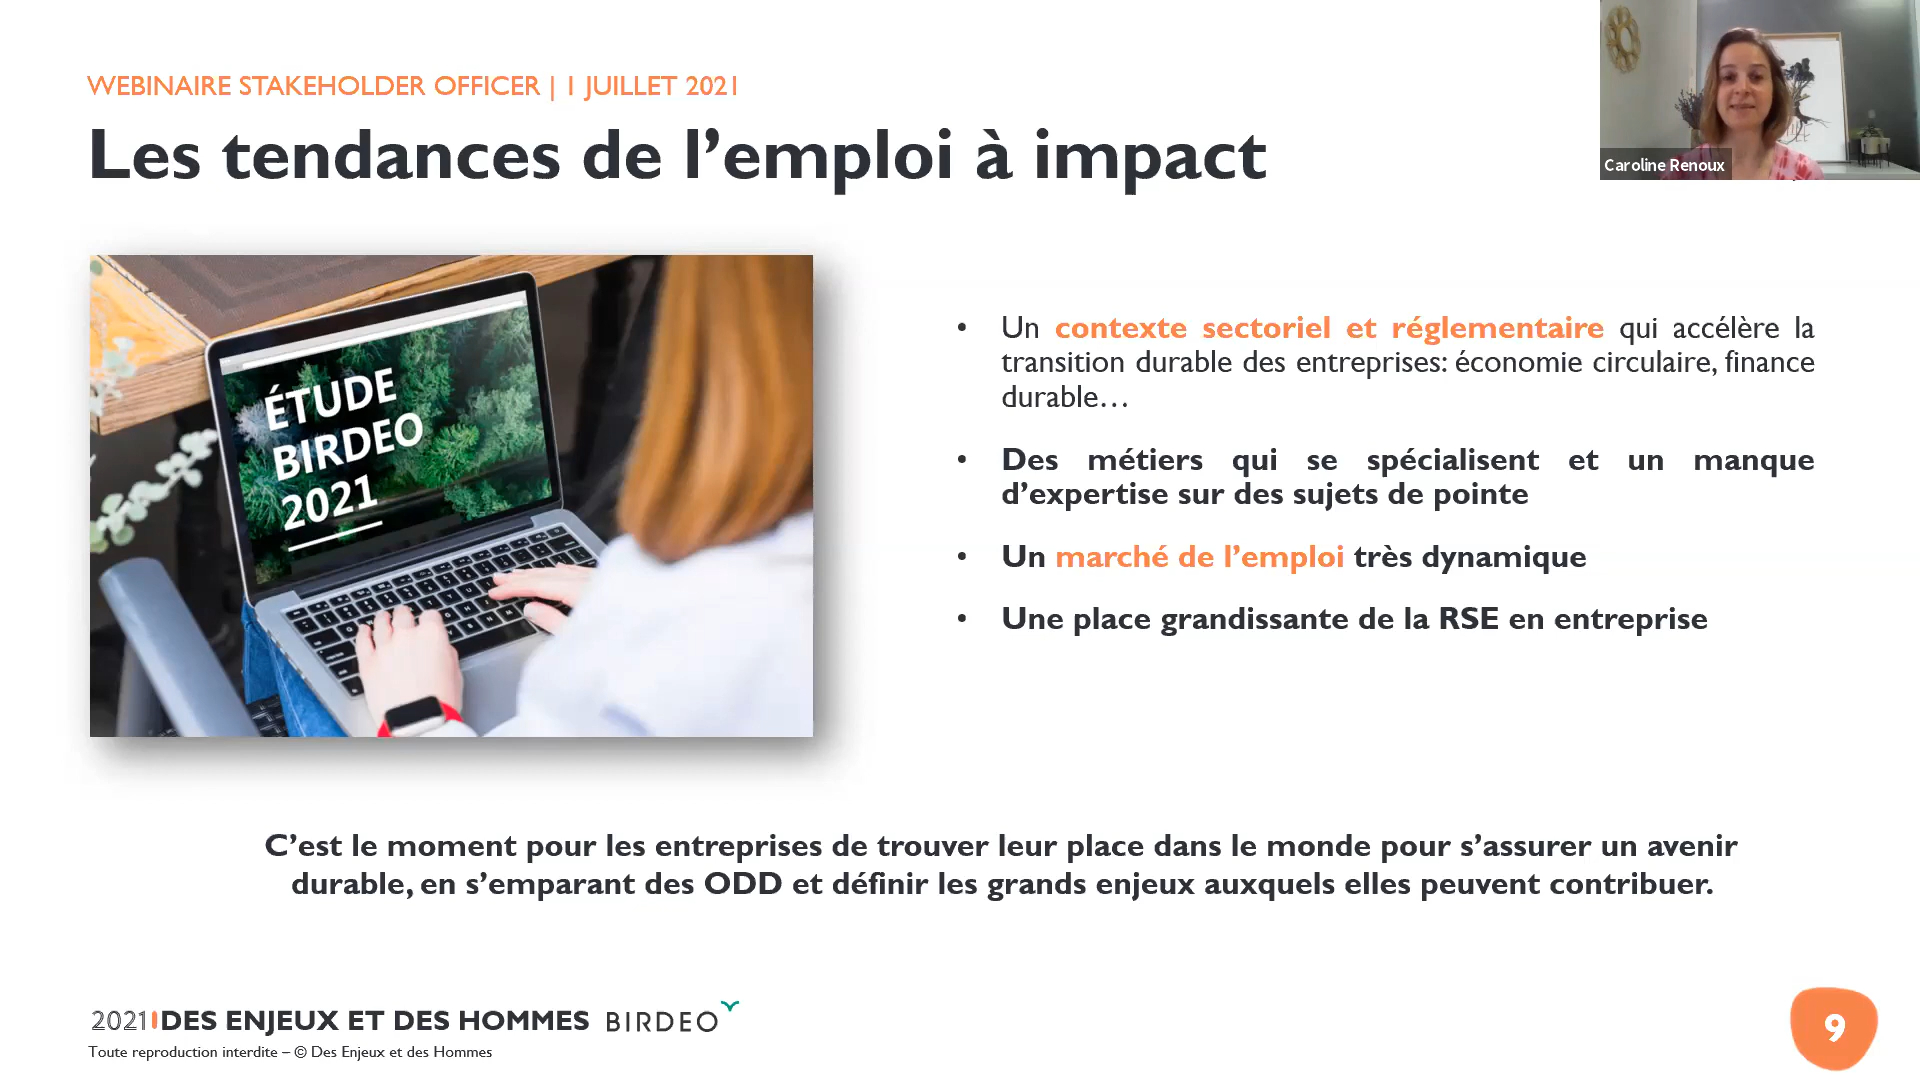 WEBINAIRE STAKEHOLDER OFFICER | 1 JUILLET 2021
Les tendances de l’emploi à impact
Caroline Renoux
ÉTUDE
BIRDEO
2021
• Un contexte sectoriel et réglementaire qui accélère la
transition durable des entreprises: économie circulaire, finance
durable…
• Des métiers qui se spécialisent et un manque
d’expertise sur des sujets de pointe
• Un marché de l’emploi très dynamique
• Une place grandissante de la RSE en entreprise
C’est le moment pour les entreprises de trouver leur place dans le monde pour s’assurer un avenir
durable, en s’emparant des ODD et définir les grands enjeux auxquels elles peuvent contribuer.
2021 DES ENJEUX ET DES HOMMES BIRDEO
Toute reproduction interdite – © Des Enjeux et des Hommes
9